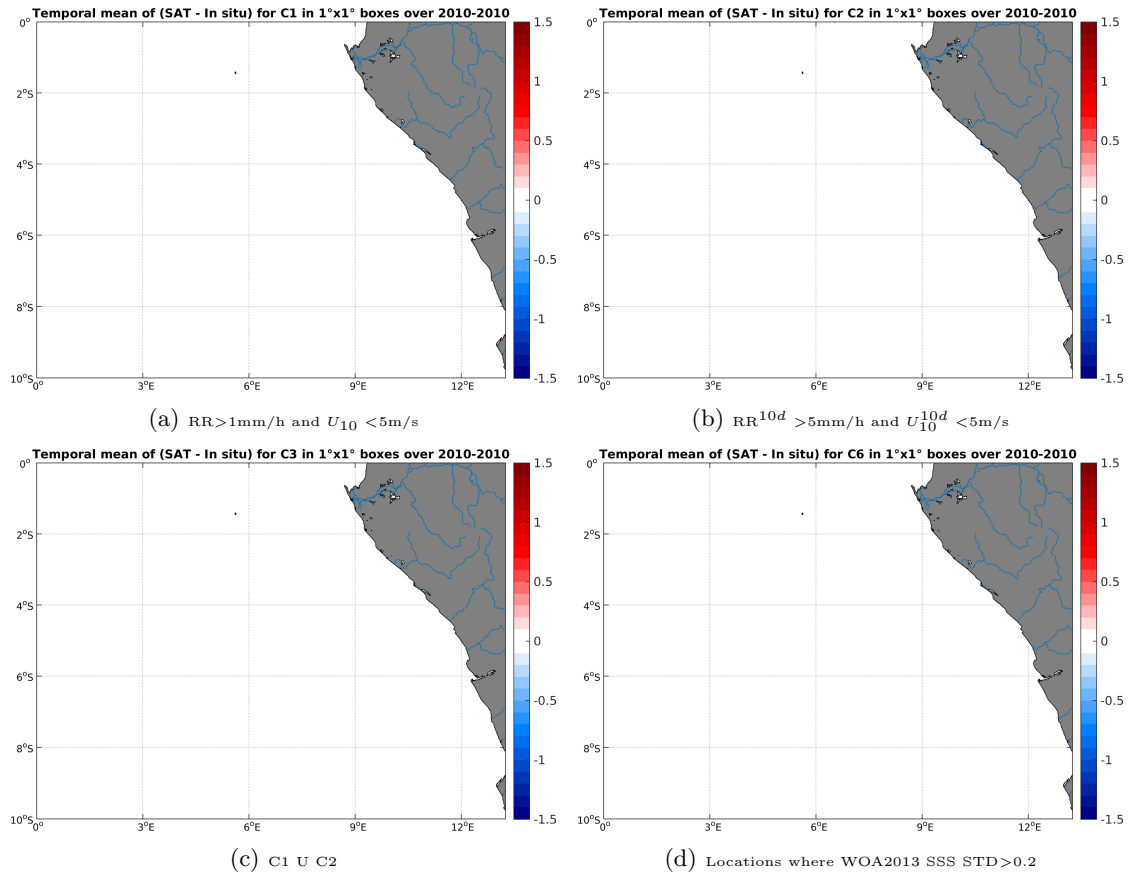 Temporal mean of (SAT - In situ) for C1 in 1°x1° boxes over 2010-2010
0°
2°S
4°S
6°S
8°S
10°S
0°
3°E
6°E
9°E
12°E
1.5
1
0.5
0
-0.5
-1
-1.5
(a) RR>1mm/h and U10 <5m/s
Temporal mean of (SAT - In situ) for C2 in 1°x1° boxes over 2010-2010
0°
2°S
4°S
6°S
8°S
10°S
0°
3°E
6°E
9°E
12°E
1.5
1
0.5
0
-0.5
-1
-1.5
(b) RR^10d >5mm/h and U10^10d <5m/s
Temporal mean of (SAT - In situ) for C3 in 1°x1° boxes over 2010-2010
0°
2°S
4°S
6°S
8°S
10°S
0°
3°E
6°E
9°E
12°E
1.5
1
0.5
0
-0.5
-1
-1.5
(c) C1 U C2
Temporal mean of (SAT - In situ) for C6 in 1°x1° boxes over 2010-2010
0°
2°S
4°S
6°S
8°S
10°S
0°
3°E
6°E
9°E
12°E
1.5
1
0.5
0
-0.5
-1
-1.5
(d) Locations where WOA2013 SSS STD>0.2